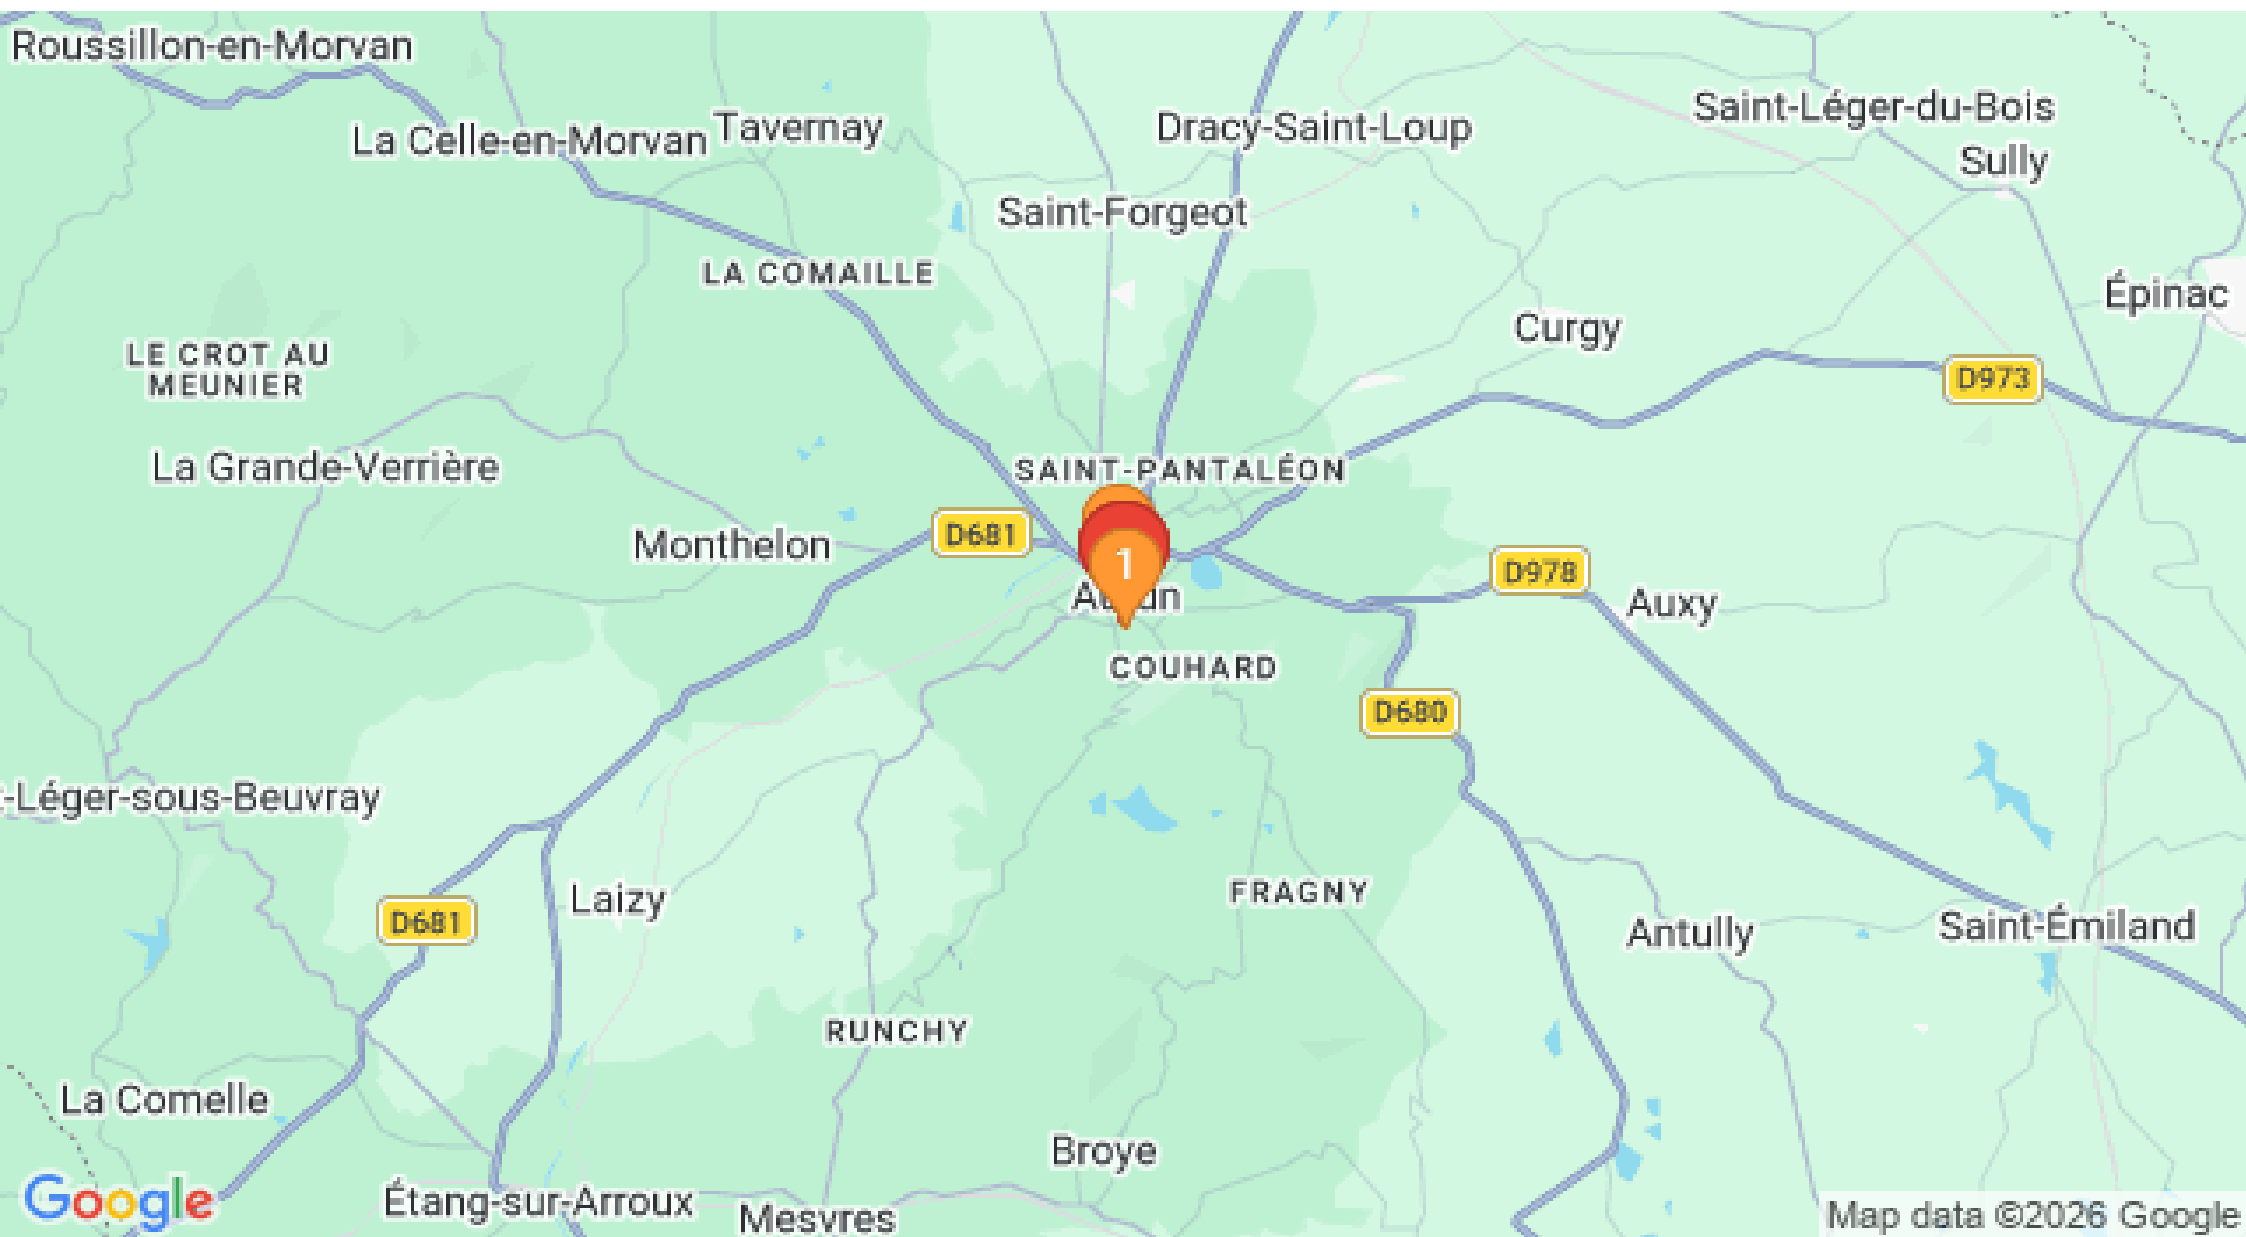 Roussillon-en-Morvan
La Celle-en-Morvan
Tavernay
Dracy-Saint-Loup
Saint-Léger-du-Bois
Sully
Saint-Forgeot
LA COMAILLE
Épinac
Curgy
LE CROT AU
MEUNIER
D973
La Grande-Verrière
SAINT-PANTALÉON
Monthelon
D681
1
D978
Auxy
COUHARD
D680
-Léger-sous-Beuvray
Laizy
FRAGNY
D681
Antully
Saint-Émiland
RUNCHY
La Comelle
Broye
Étang-sur-Arroux
Mesvres
Google
Map data ©2026 Google